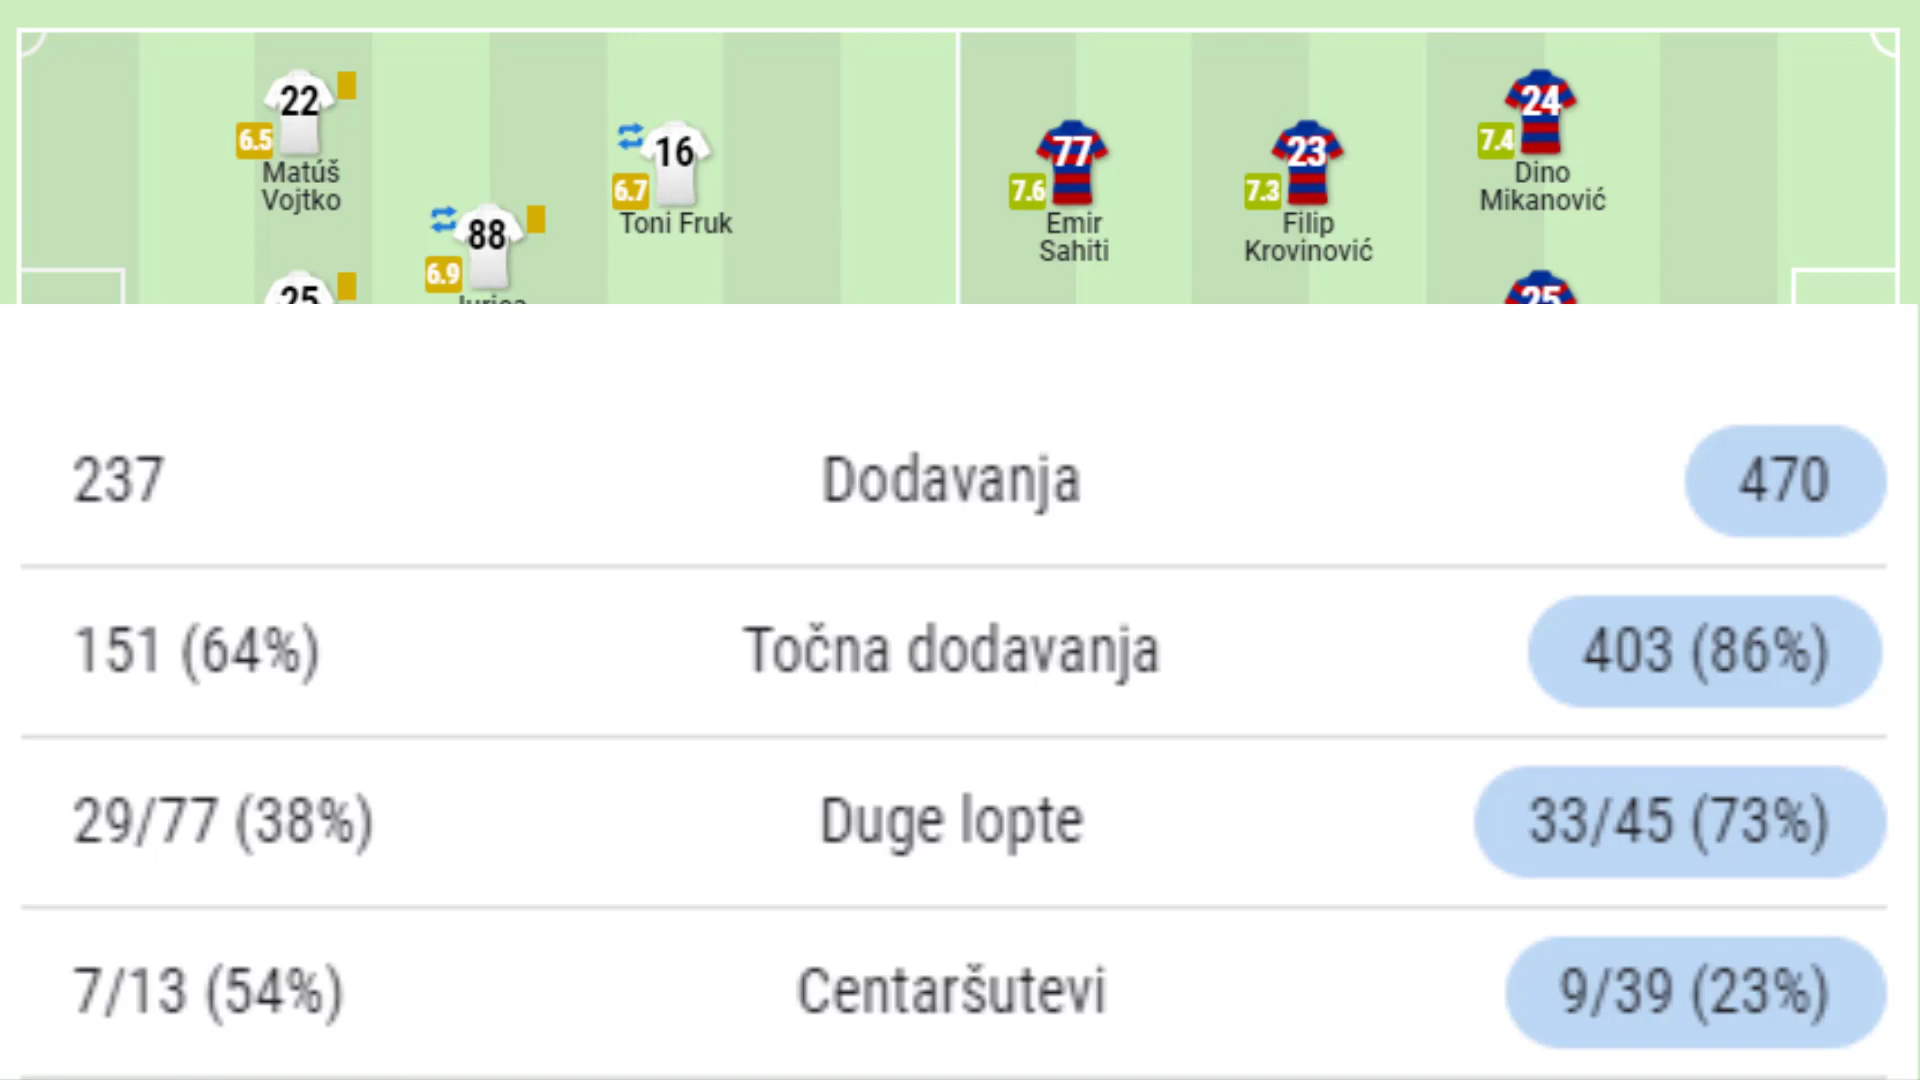 22
6.5
Matúš
Vojtko
88
6.9
16
6.7
Toni Fruk
25
77
7.6
Emir
Sahiti
23
7.3
Filip
Krovinović
24
7.4
Dino
Mikanović
25
237 Dodavanja 470
151 (64%) Točna dodavanja 403 (86%)
29/77 (38%) Duge lopte 33/45 (73%)
7/13 (54%) Centaršutevi 9/39 (23%)